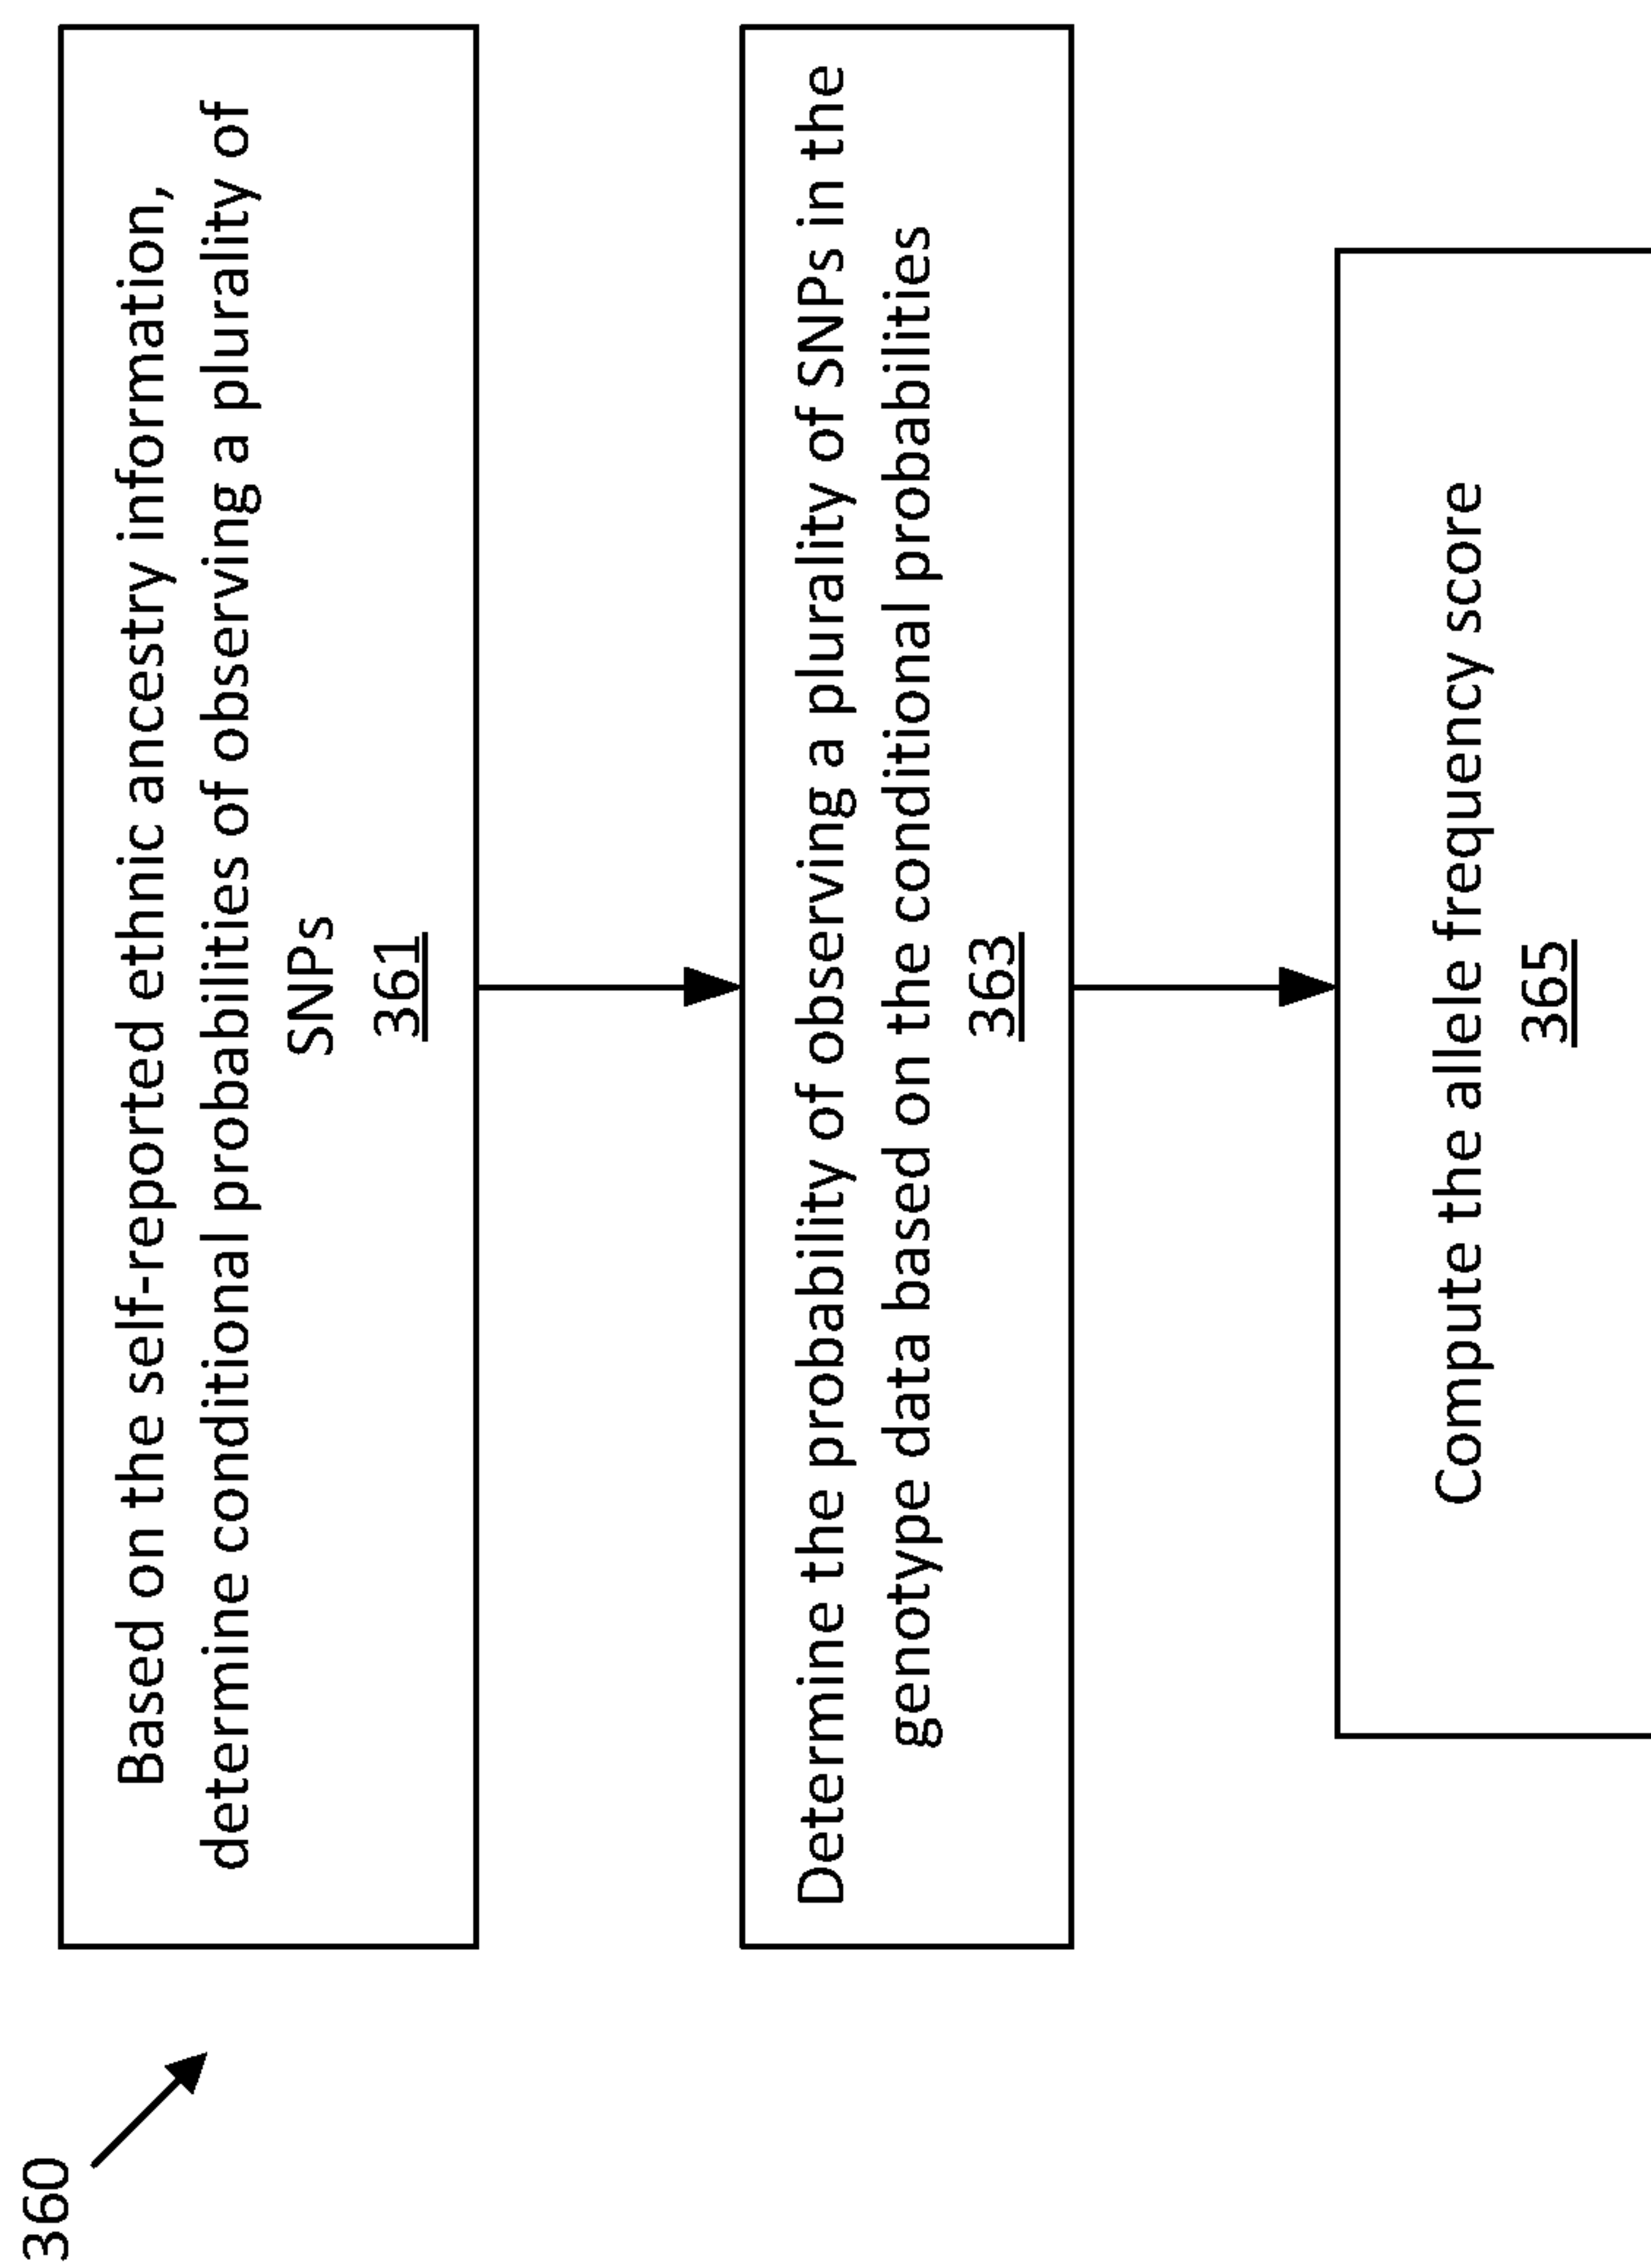 360
Based on the self-reported ethnic ancestry information,
determine conditional probabilities of observing a plurality of
SNPs
361
Determine the probability of observing a plurality of SNPs in the
genotype data based on the conditional probabilities
363
Compute the allele frequency score
365